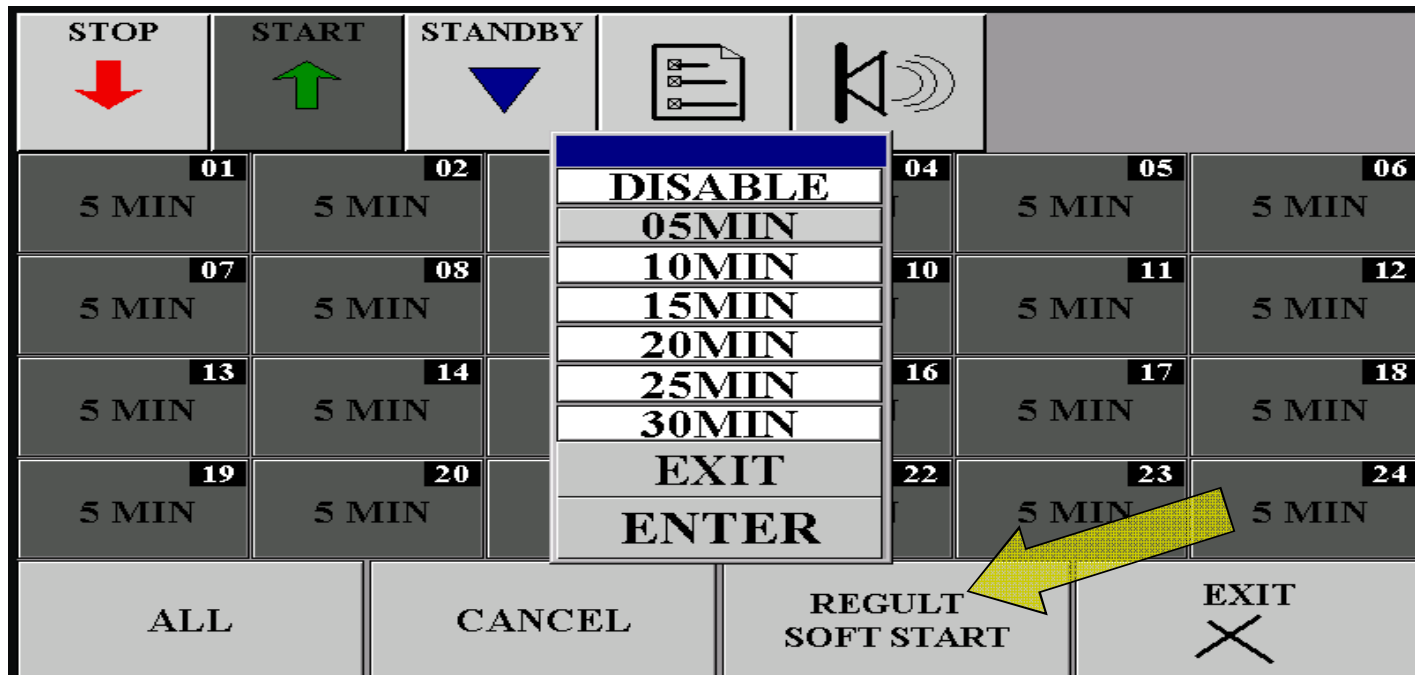 STOP START STANDBY
01 02 04 05 06
5 MIN 5 MIN 5 MIN 5 MIN
07 08 10 11 12
5 MIN 5 MIN 5 MIN 5 MIN
13 14 16 17 18
5 MIN 5 MIN 5 MIN 5 MIN
19 20 22 23 24
5 MIN 5 MIN 5 MIN 5 MIN
DISABLE
05MIN
10MIN
15MIN
20MIN
25MIN
30MIN
EXIT
ENTER
ALL
CANCEL
REGULT
SOFT START
EXIT